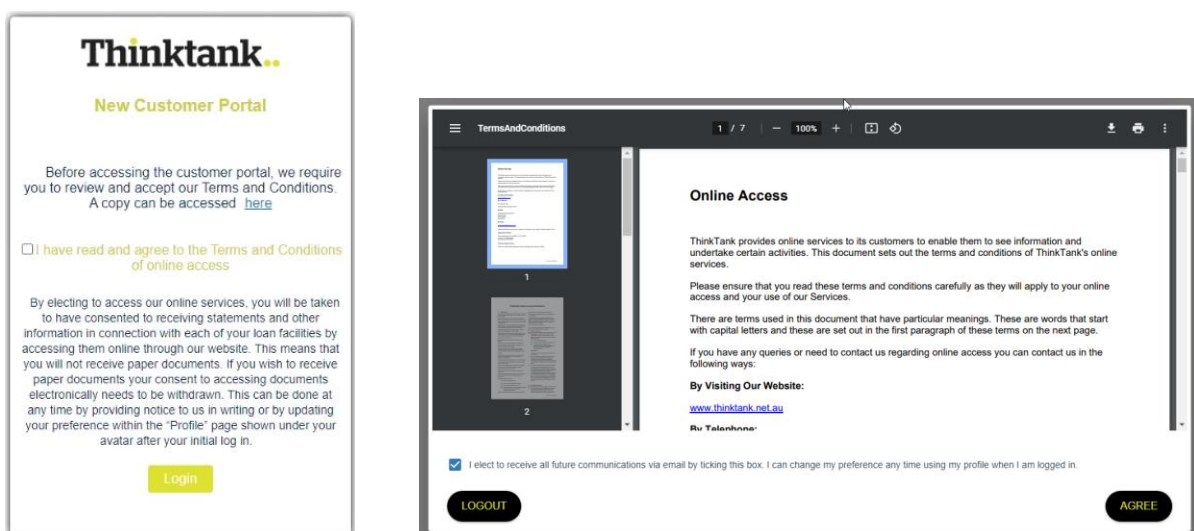 Thinktank..
New Customer Portal
Before accessing the customer portal, we require
you to review and accept our Terms and Conditions.
A copy can be accessed here
I have read and agree to the Terms and Conditions
of online access
By electing to access our online services, you will be taken
to have consented to receiving statements and other
information in connection with each of your loan facilities by
accessing them online through our website. This means that
you will not receive paper documents. If you wish to receive
paper documents your consent to accessing documents
electronically needs to be withdrawn. This can be done at
any time by providing notice to us in writing or by updating
your preference within the "Profile" page shown under your
avatar after your initial log in.
Login
TermsAndConditions
1 / 7
100%
1
2
Online Access
ThinkTank provides online services to its customers to enable them to see information and
undertake certain activities. This document sets out the terms and conditions of ThinkTank's online
services.
Please ensure that you read these terms and conditions carefully as they will apply to your online
access and your use of our Services.
There are terms used in this document that have particular meanings. These are words that start
with capital letters and these are set out in the first paragraph of these terms on the next page.
If you have any queries or need to contact us regarding online access you can contact us in the
following ways:
By Visiting Our Website:
www.thinktank.net.au
By Telephone:
I elect to receive all future communications via email by ticking this box. I can change my preference any time using my profile when I am logged in.
LOGOUT
AGREE